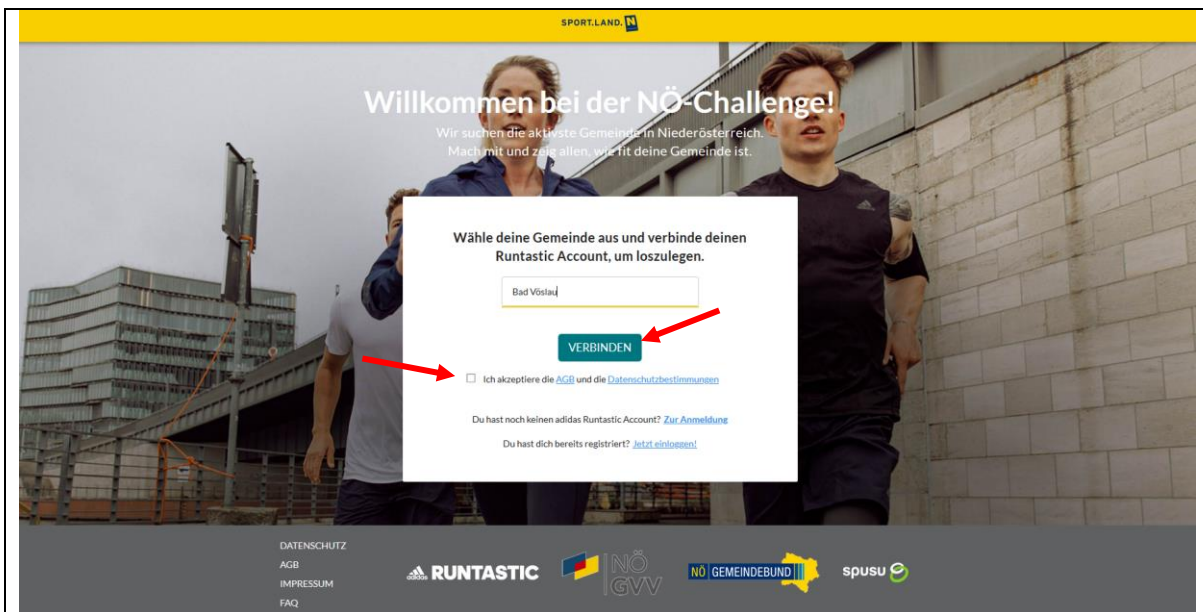 SPORT.LAND.N
Willkommen bei der NÖ-Challenge!
Wir suchen die aktivste Gemeinde in Niederösterreich.
Mach mit und zeig allen, wie fit deine Gemeinde ist.
Wähle deine Gemeinde aus und verbinde deinen
Runtastic Account, um loszulegen.
Bad Vöslau
VERBINDEN
Ich akzeptiere die AGB und die Datenschutzbestimmungen
Du hast noch keinen adidas Runtastic Account? Zur Anmeldung
Du hast dich bereits registriert? Jetzt einloggen!
DATENSCHUTZ
AGB
IMPRESSUM
FAQ
adidas RUNTASTIC
NÖ
GVV
NÖ GEMEINDEBUND
spusu